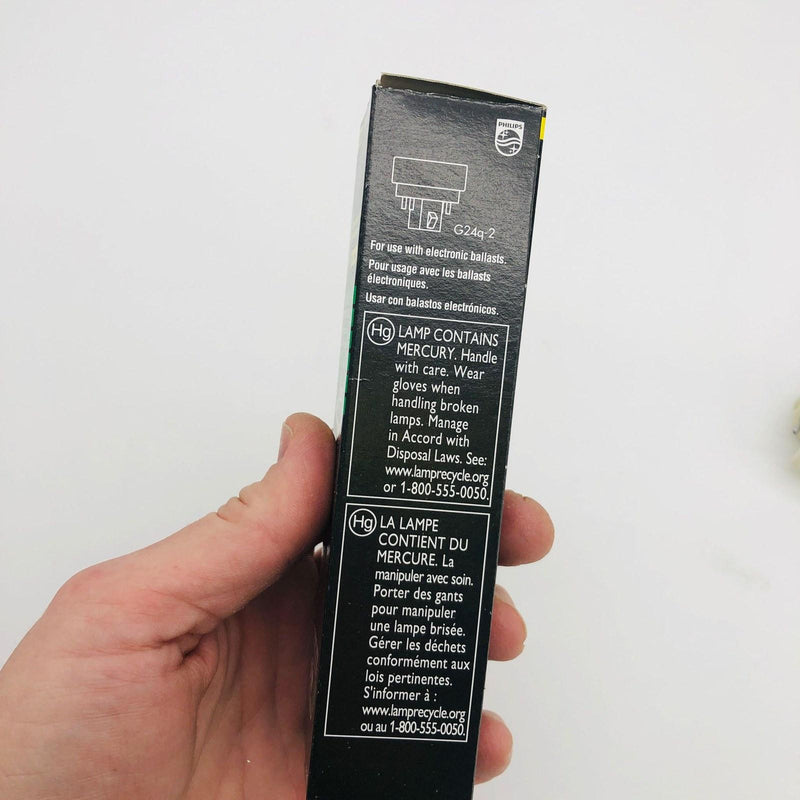 PHILIPS
G24q-2
For use with electronic ballasts.
Pour usage avec les ballasts
électroniques.
Usar con balastos electrónicos.
Hg LAMP CONTAINS
MERCURY. Handle
with care. Wear
gloves when
handling broken
lamps. Manage
in Accord with
Disposal Laws. See:
www.lamprecycle.org
or 1-800-555-0050.
Hg LA LAMPE
CONTIENT DU
MERCURE. La
manipuler avec soin.
Porter des gants
pour manipuler
une lampe brisée.
Gérer les déchets
conformément aux
lois pertinentes.
S'informer à :
www.lamprecycle.org
ou au 1-800-555-0050.